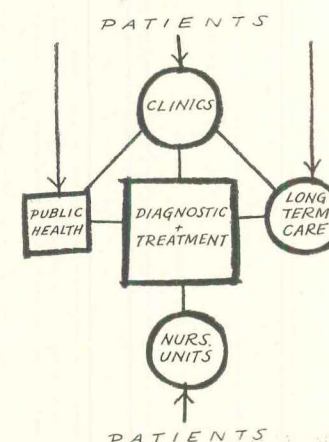 PATIENTS
CLINICS
PUBLIC
HEALTH
DIAGNOSTIC
+
TREATMENT
LONG
TERM
CARE
NURS.
UNITS
PATIENTS